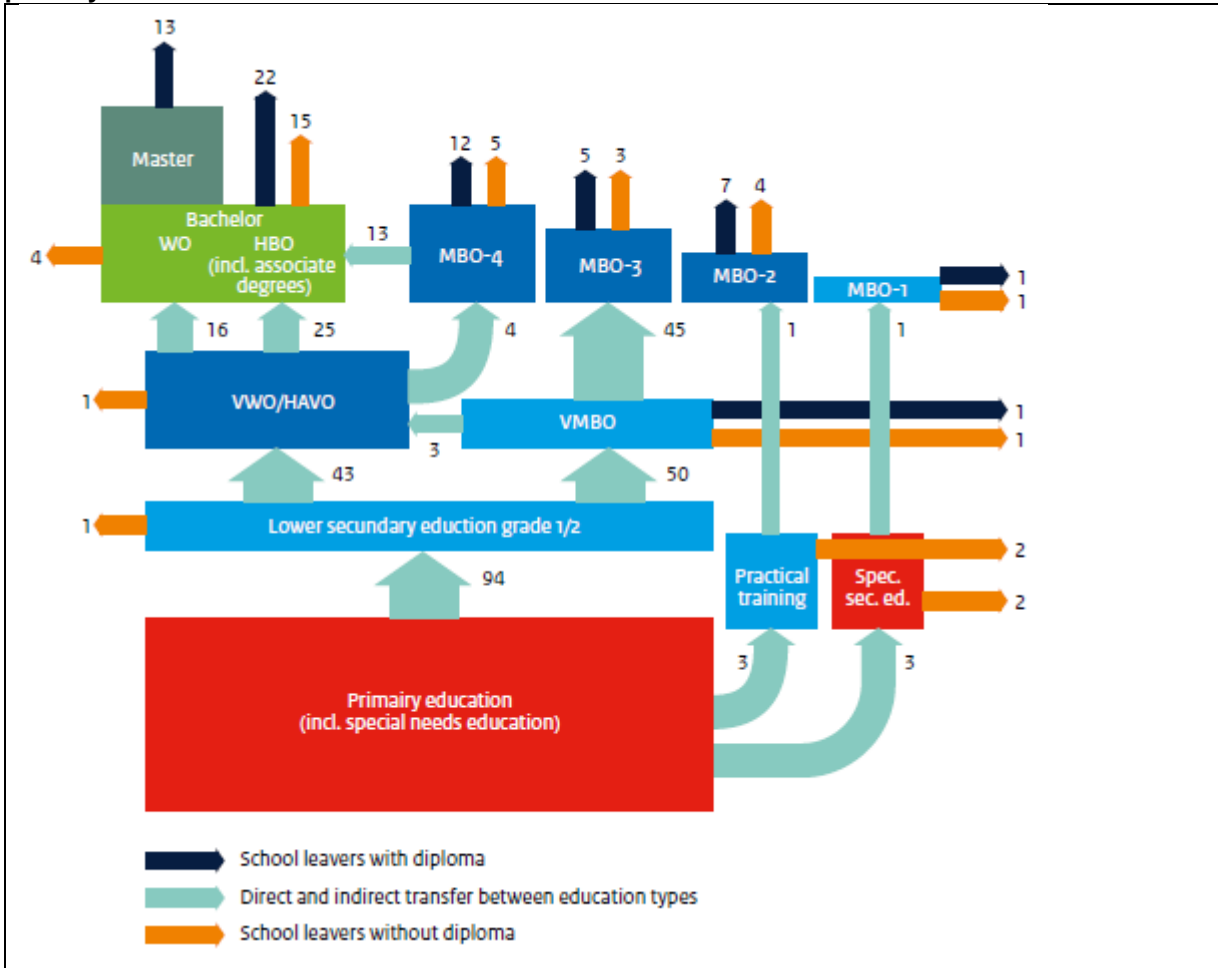 13
22
15
12
5
5
3
7
4
Master
Bachelor
WO
HBO
(incl. associate
degrees)
4
13
MBO-4
MBO-3
MBO-2
MBO-1
1
1
16
25
4
45
1
1
1
VWO/HAVO
3
VMBO
1
1
43
50
1
Lower secundary eduction grade 1/2
94
Practical
training
Spec.
sec. ed.
2
2
3
3
Primairy education
(incl. special needs education)
School leavers with diploma
Direct and indirect transfer between education types
School leavers without diploma